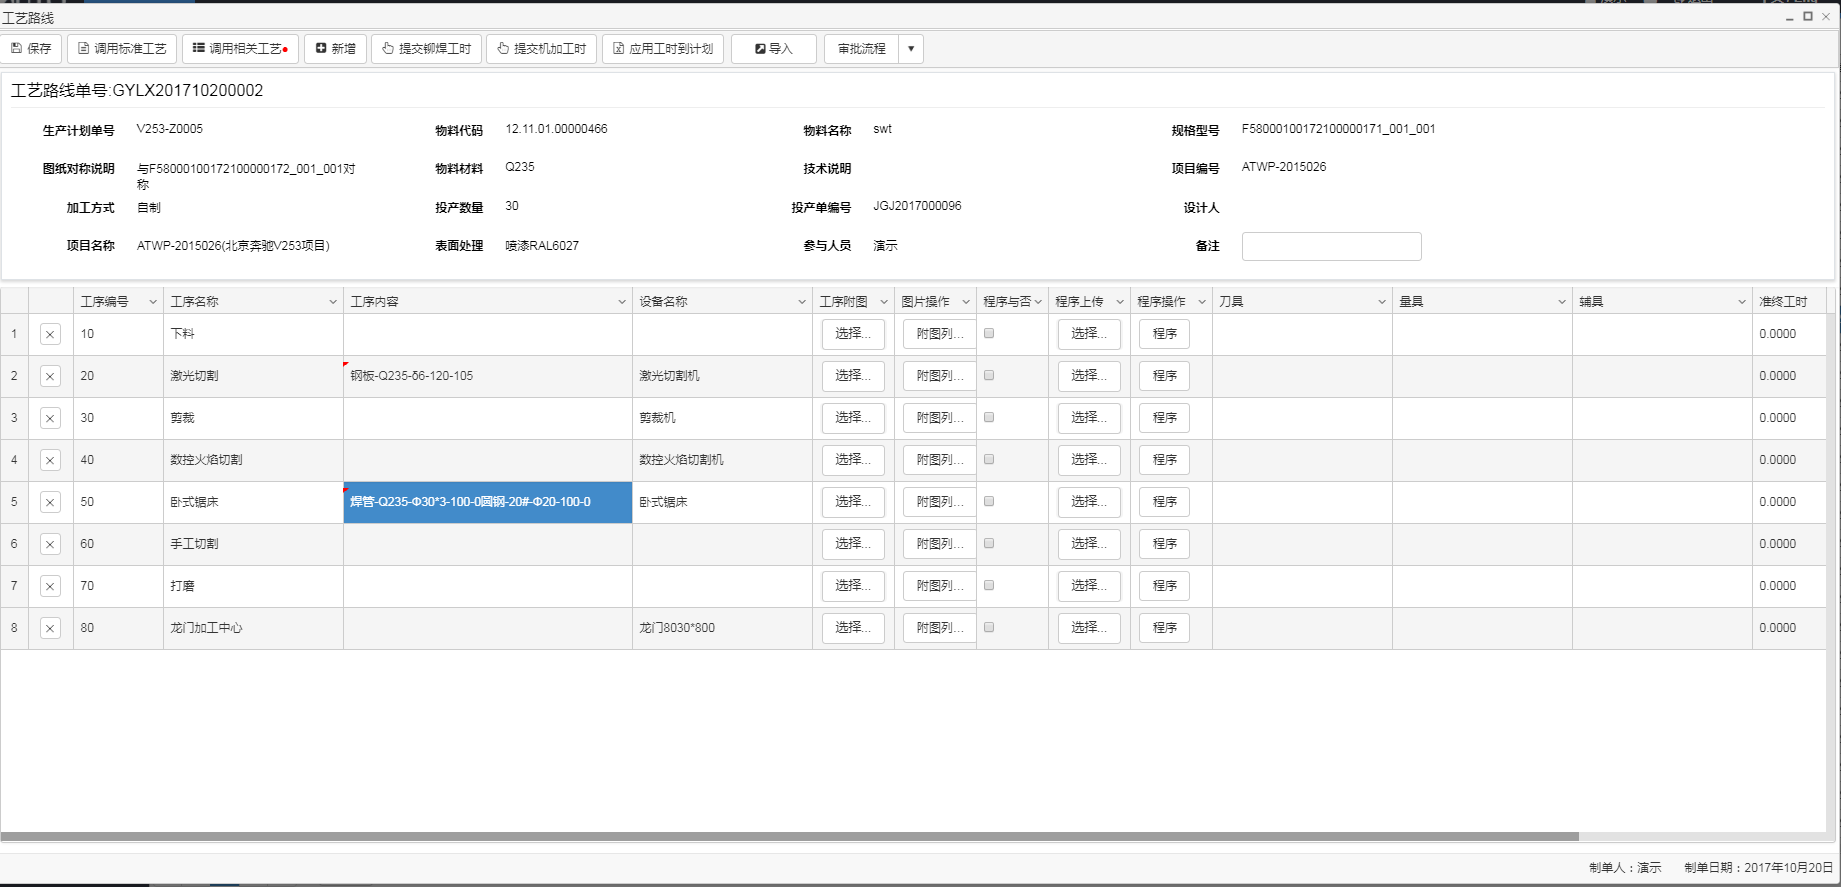 工艺路线
保存 调用标准工艺 调用相关工艺 新增 提交铆焊工时 提交机加工时 应用工时到计划 导入 审批流程
工艺路线单号:GYLX201710200002
生产计划单号 V253-Z0005 物料代码 12.11.01.00000466 物料名称 swt 规格型号 F58000100172100000171_001_001
图纸对称说明 与F58000100172100000172_001_001对称 物料材料 Q235 技术说明 项目编号 ATWP-2015026
加工方式 自制 投产数量 30 投产单编号 JGJ2017000096 设计人
项目名称 ATWP-2015026(北京奔驰V253项目) 表面处理 喷漆RAL6027 参与人员 演示 备注
工序编号 工序名称 工序内容 设备名称 工序附图 图片操作 程序与否 程序上传 程序操作 刀具 量具 辅具 准终工时
1 10 下料 选择... 附图列... 选择... 程序 0.0000
2 20 激光切割 钢板-Q235-δ6-120-105 激光切割机 选择... 附图列... 选择... 程序 0.0000
3 30 剪裁 剪裁机 选择... 附图列... 选择... 程序 0.0000
4 40 数控火焰切割 数控火焰切割机 选择... 附图列... 选择... 程序 0.0000
5 50 卧式锯床 焊管-Q235-Φ30*3-100-0圆钢-20#-Φ20-100-0 卧式锯床 选择... 附图列... 选择... 程序 0.0000
6 60 手工切割 选择... 附图列... 选择... 程序 0.0000
7 70 打磨 选择... 附图列... 选择... 程序 0.0000
8 80 龙门加工中心 龙门8030*800 选择... 附图列... 选择... 程序 0.0000
制单人：演示 制单日期：2017年10月20日